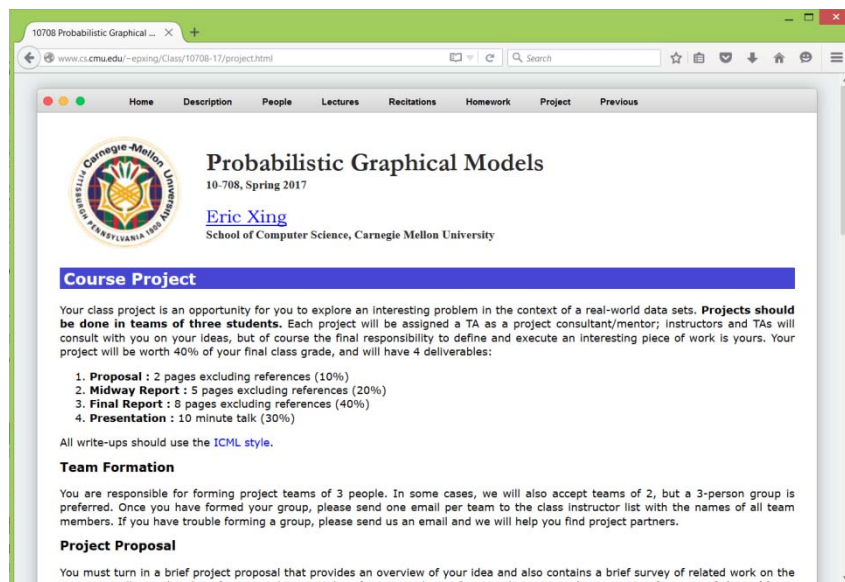 10708 Probabilistic Graphical ...
www.cs.cmu.edu/~epxing/Class/10708-17/project.html
Search
Home Description People Lectures Recitations Homework Project Previous
Carnegie-Mellon University
Pittsburgh Pennsylvania 1900
Probabilistic Graphical Models
10-708, Spring 2017
Eric Xing
School of Computer Science, Carnegie Mellon University
Course Project
Your class project is an opportunity for you to explore an interesting problem in the context of a real-world data sets. Projects should
be done in teams of three students. Each project will be assigned a TA as a project consultant/mentor; instructors and TAs will
consult with you on your ideas, but of course the final responsibility to define and execute an interesting piece of work is yours. Your
project will be worth 40% of your final class grade, and will have 4 deliverables:
1. Proposal : 2 pages excluding references (10%)
2. Midway Report : 5 pages excluding references (20%)
3. Final Report : 8 pages excluding references (40%)
4. Presentation : 10 minute talk (30%)
All write-ups should use the ICML style.
Team Formation
You are responsible for forming project teams of 3 people. In some cases, we will also accept teams of 2, but a 3-person group is
preferred. Once you have formed your group, please send one email per team to the class instructor list with the names of all team
members. If you have trouble forming a group, please send us an email and we will help you find project partners.
Project Proposal
You must turn in a brief project proposal that provides an overview of your idea and also contains a brief survey of related work on the